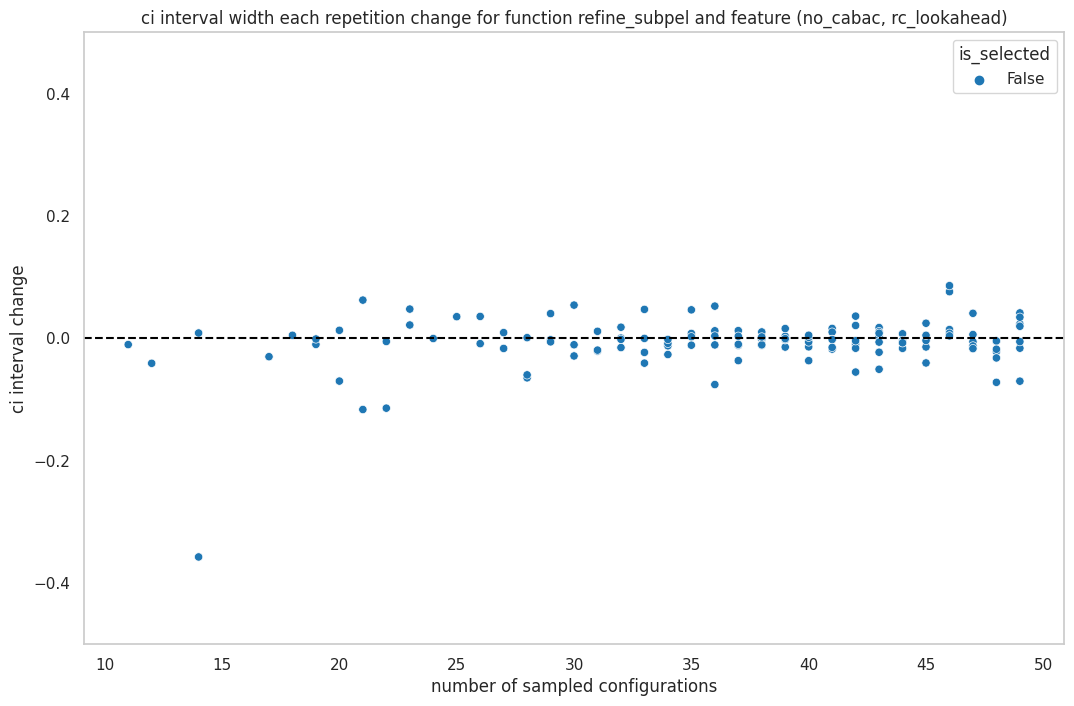 ci interval width each repetition change for function refine_subpel and feature (no_cabac, rc_lookahead)
is_selected
False
ci interval change
0.4
0.2
0.0
−0.2
−0.4
10 15 20 25 30 35 40 45 50
number of sampled configurations